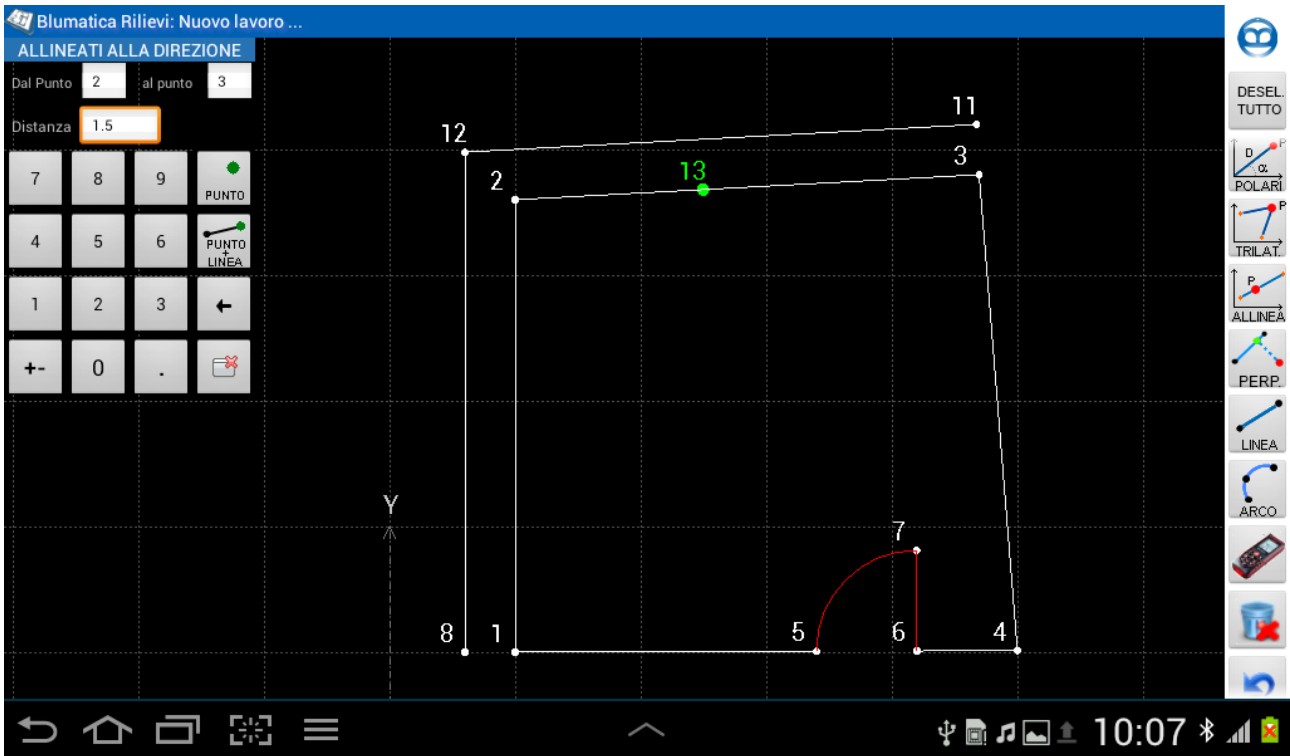 Blumatica Rilievi: Nuovo lavoro ...
ALLINEATI ALLA DIREZIONE
Dal Punto 2 al punto 3
Distanza 1.5
7 8 9 PUNTO
4 5 6 PUNTO + LINEA
1 2 3
+- 0 .
11
12
3
13
2
Y
7
8 1 5 6 4
DESEL.
TUTTO
D P
α
POLARI
P
TRILAT.
P
ALLINEA
PERP.
LINEA
ARCO
10:07